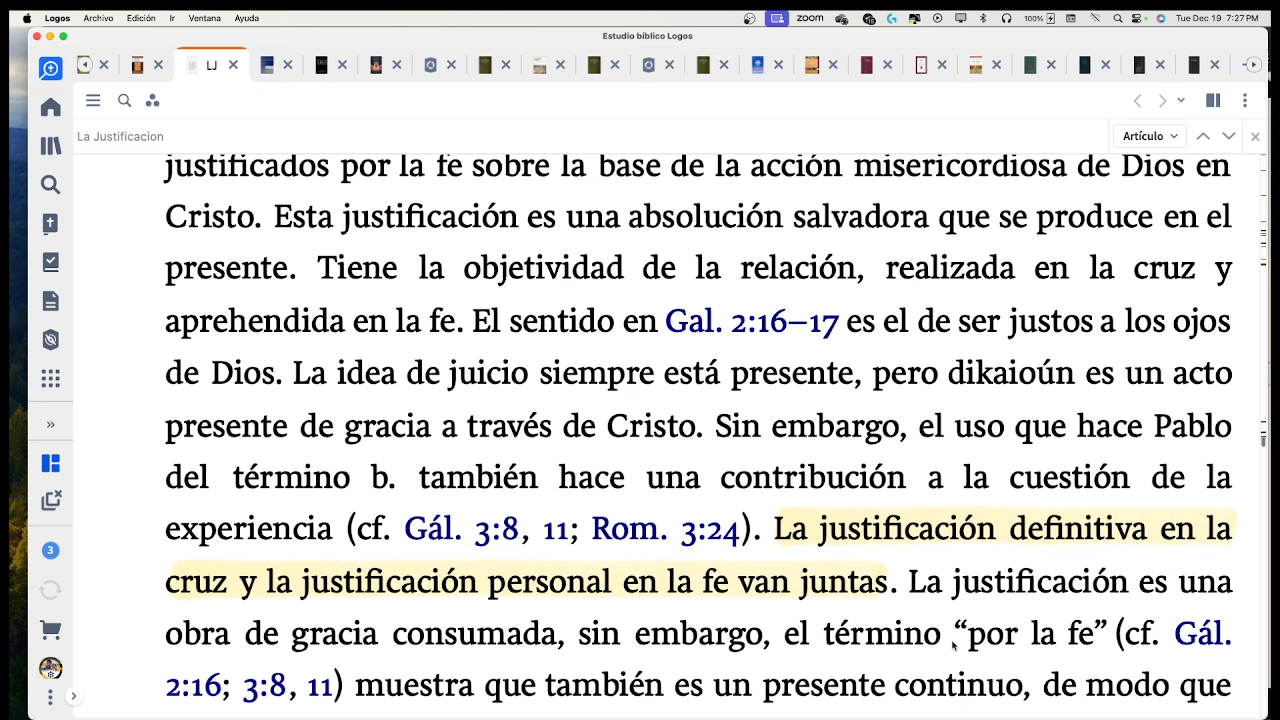 Logos Archivo Edición Ir Ventana Ayuda zoom 100% Tue Dec 19 7:27 PM
Estudio bíblico Logos
LJ
La Justificacion Artículo
justificados por la fe sobre la base de la acción misericordiosa de Dios en
Cristo. Esta justificación es una absolución salvadora que se produce en el
presente. Tiene la objetividad de la relación, realizada en la cruz y
aprehendida en la fe. El sentido en Gal. 2:16–17 es el de ser justos a los ojos
de Dios. La idea de juicio siempre está presente, pero dikaioún es un acto
presente de gracia a través de Cristo. Sin embargo, el uso que hace Pablo
del término b. también hace una contribución a la cuestión de la
experiencia (cf. Gál. 3:8, 11; Rom. 3:24). La justificación definitiva en la
cruz y la justificación personal en la fe van juntas. La justificación es una
obra de gracia consumada, sin embargo, el término “por la fe” (cf. Gál.
2:16; 3:8, 11) muestra que también es un presente continuo, de modo que
3